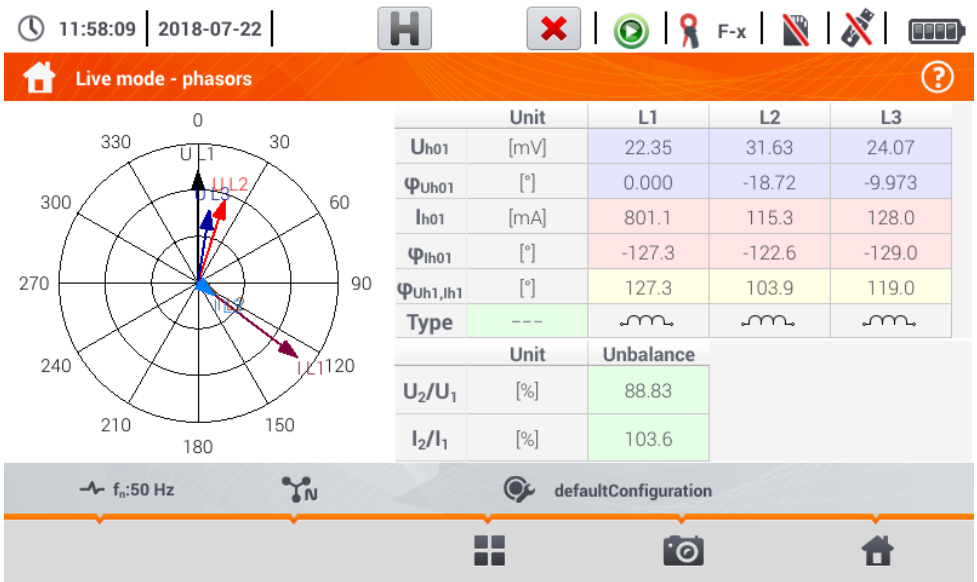 11:58:09 2018-07-22 H F-x
Live mode - phasors ?
0
330 30
U L1
U L2
U L3
300 60
270 90
I L2
I L1
240 120
210 150
180
Unit L1 L2 L3
Uh01 [mV] 22.35 31.63 24.07
φUh01 [°] 0.000 -18.72 -9.973
Ih01 [mA] 801.1 115.3 128.0
φIh01 [°] -127.3 -122.6 -129.0
φUh1,Ih1 [°] 127.3 103.9 119.0
Type ---
Unit Unbalance
U₂/U₁ [%] 88.83
I₂/I₁ [%] 103.6
fₙ:50 Hz N defaultConfiguration